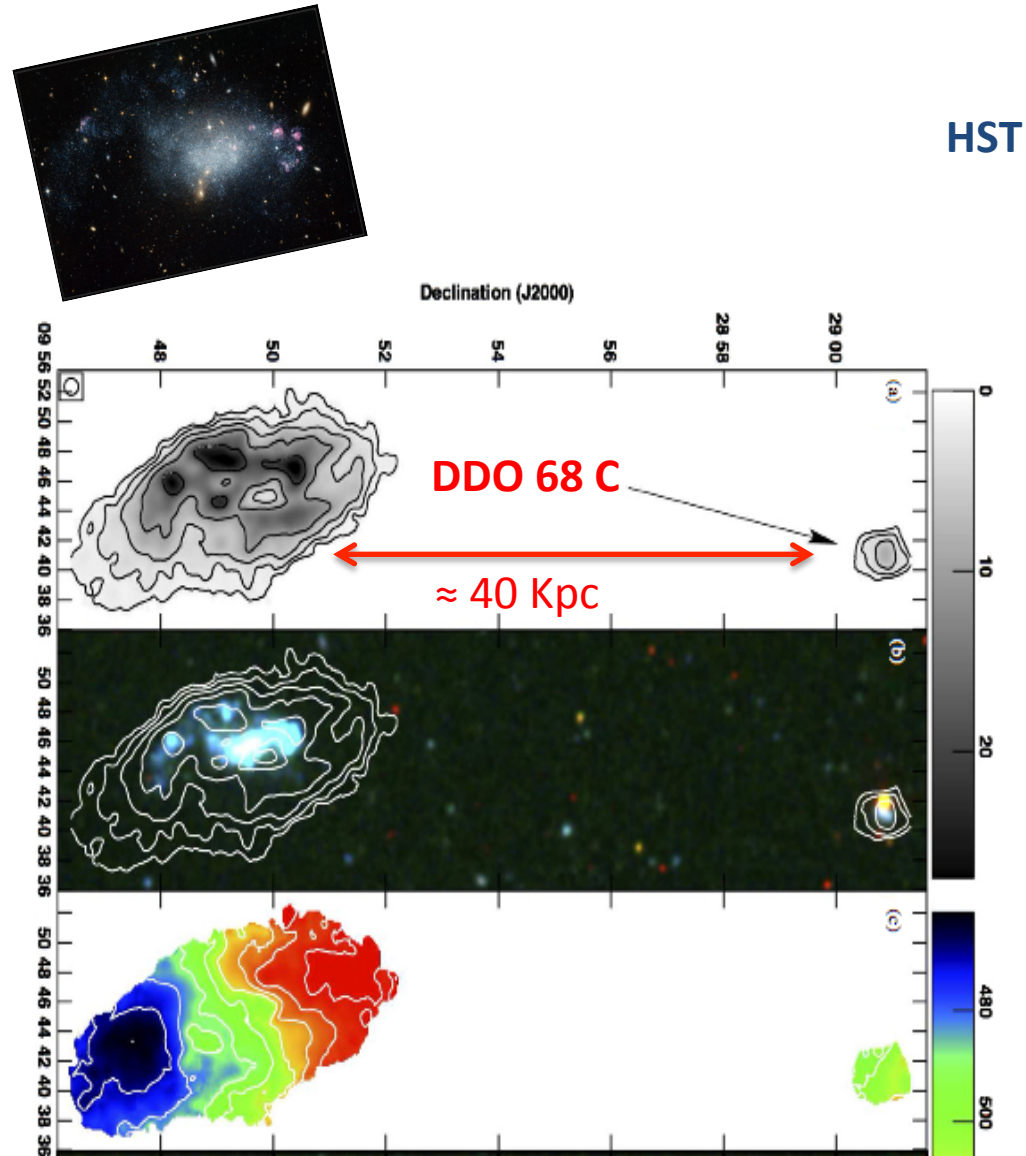 HST
Declination (J2000)
48 50 52 54 56 28 58 29 00
09 56 52 50 48 46 44 42 40 38 36
(a)
0 10 20
DDO 68 C
≈ 40 Kpc
50 48 46 44 42 40 38 36
(b)
50 48 46 44 42 40 38 36
(c)
480 500